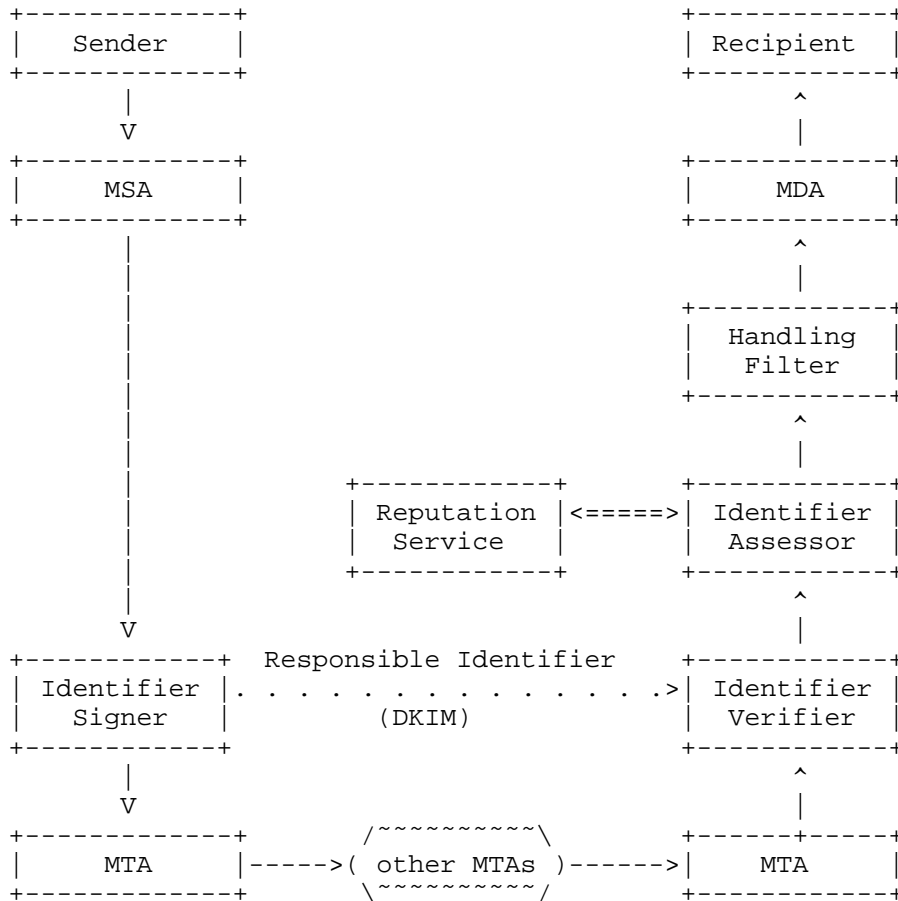 Sender
Recipient
MSA
MDA
Handling
Filter
Reputation
Service
Identifier
Assessor
Responsible Identifier
Identifier
Signer
(DKIM)
Identifier
Verifier
MTA
other MTAs
MTA